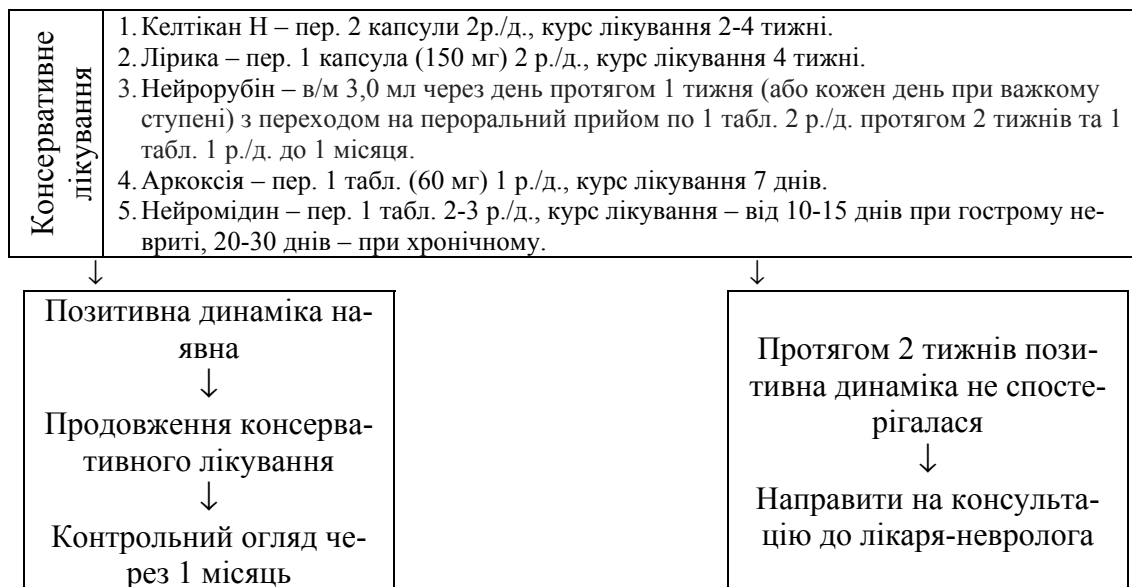 Консервативне
лікування
1. Келтікан Н – пер. 2 капсули 2р./д., курс лікування 2-4 тижні.
2. Лірика – пер. 1 капсула (150 мг) 2 р./д., курс лікування 4 тижні.
3. Нейрорубін – в/м 3,0 мл через день протягом 1 тижня (або кожен день при важкому
ступені) з переходом на пероральний прийом по 1 табл. 2 р./д. протягом 2 тижнів та 1
табл. 1 р./д. до 1 місяця.
4. Аркоксія – пер. 1 табл. (60 мг) 1 р./д., курс лікування 7 днів.
5. Нейромідин – пер. 1 табл. 2-3 р./д., курс лікування – від 10-15 днів при гострому не-
вриті, 20-30 днів – при хронічному.
↓
↓
Позитивна динаміка на-
явна
↓
Продовження консерва-
тивного лікування
↓
Контрольний огляд че-
рез 1 місяць
Протягом 2 тижнів пози-
тивна динаміка не спосте-
рігалася
↓
Направити на консульта-
цію до лікаря-невролога